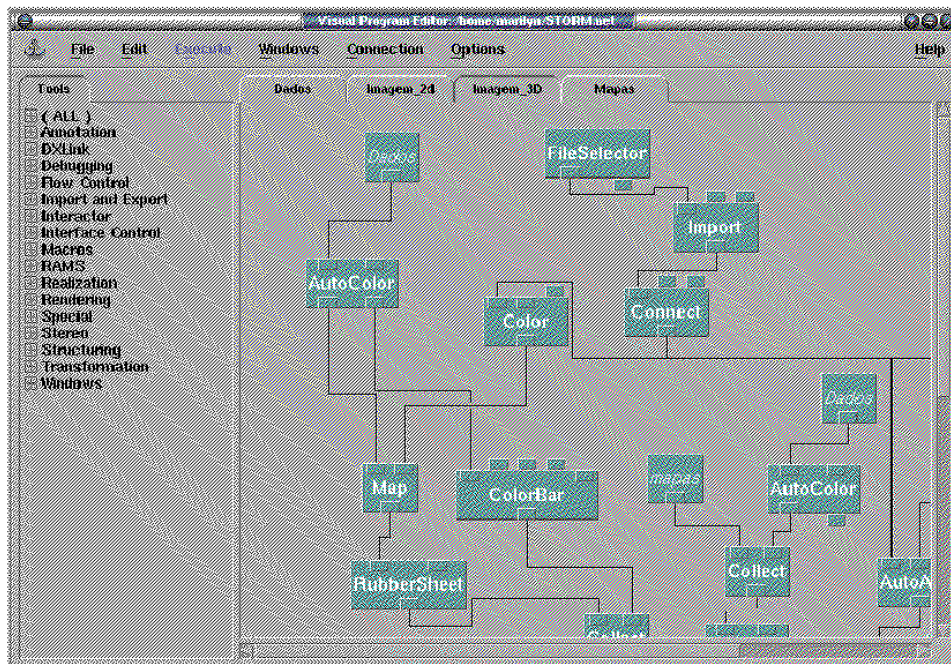 Visual Program Editor: /home/marilyn/STORM.net
File Edit Execute Windows Connection Options Help
Tools
Dados Imagem_2d Imagem_3D Mapas
( ALL )
Annotation
DXLink
Debugging
Flow Control
Import and Export
Interactor
Interface Control
Macros
RAMS
Realization
Rendering
Special
Stereo
Structuring
Transformation
Windows
Dados
FileSelector
Import
AutoColor
Color
Connect
Dados
Map
ColorBar
mapas
AutoColor
RubberSheet
Collect
AutoA
Collect